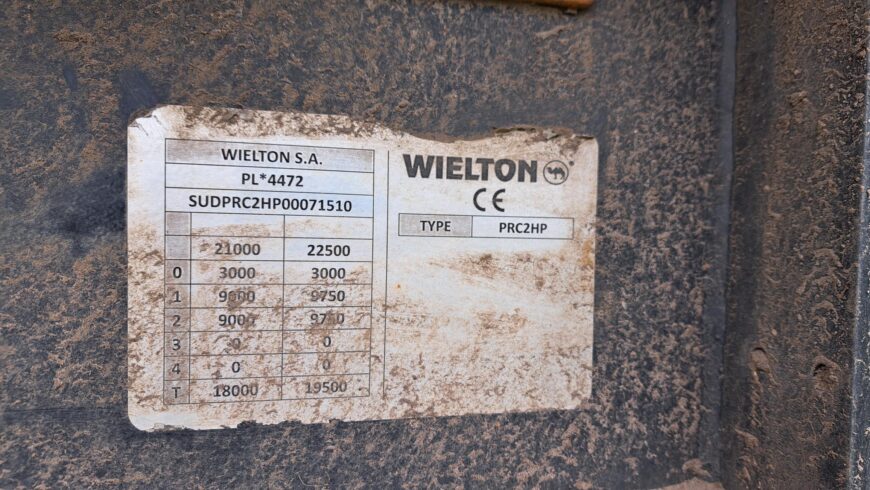 WIELTON S.A.
PL*4472
SUDPRC2HP00071510
21000 22500
0 3000 3000
1 9000 9750
2 9000 9750
3 0 0
4 0 0
T 18000 19500
WIELTON
CE
TYPE PRC2HP